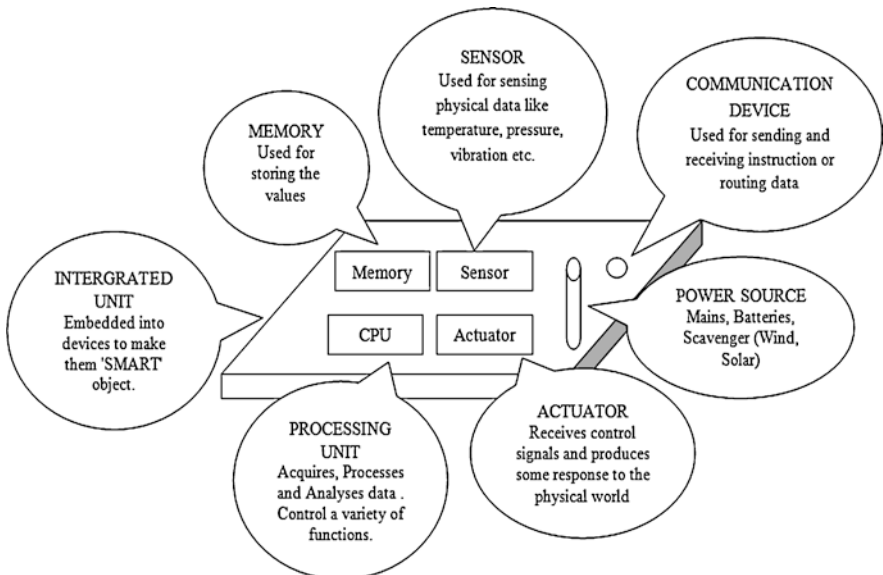 SENSOR
Used for sensing
physical data like
temperature, pressure,
vibration etc.
COMMUNICATION
DEVICE
Used for sending and
receiving instruction or
routing data
MEMORY
Used for
storing the
values
Memory
Sensor
INTERGRATED
UNIT
Embedded into
devices to make
them 'SMART'
object.
POWER SOURCE
Mains, Batteries,
Scavenger (Wind,
Solar)
CPU
Actuator
PROCESSING
UNIT
Acquires, Processes
and Analyses data .
Control a variety of
functions.
ACTUATOR
Receives control
signals and produces
some response to the
physical world